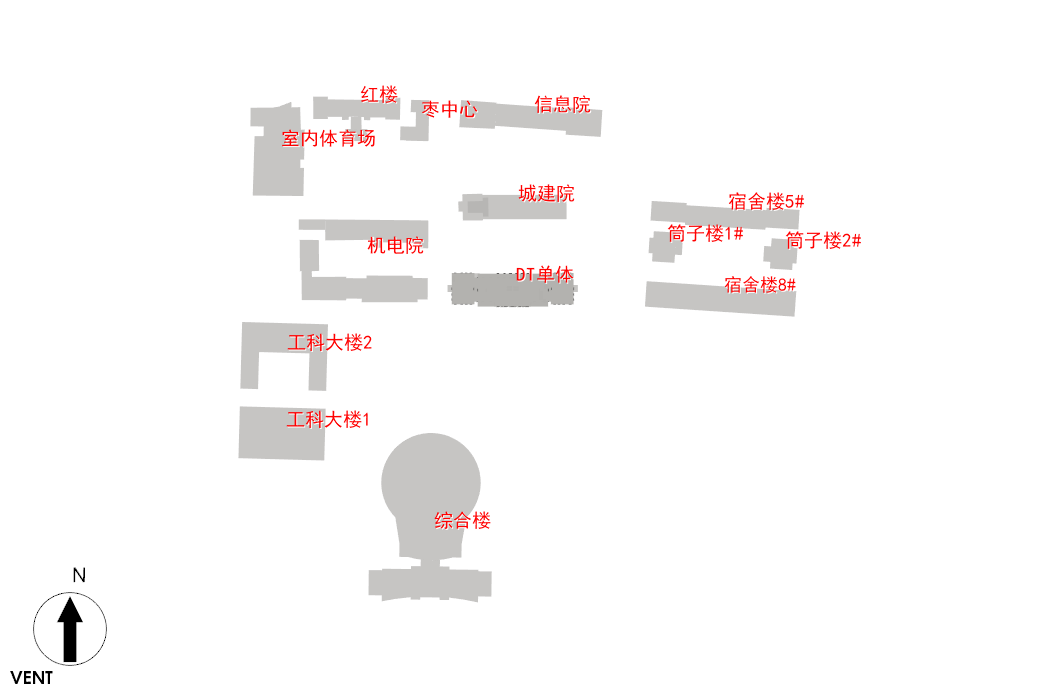 红楼
枣中心
信息院
室内体育场
城建院
宿舍楼5#
筒子楼1#
筒子楼2#
机电院
DT单体
宿舍楼8#
工科大楼2
工科大楼1
综合楼
N
VENT